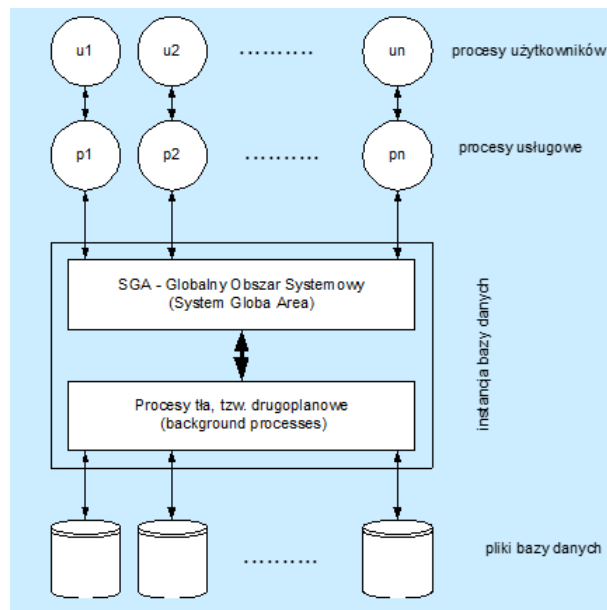 u1 u2 .......... un procesy użytkowników
p1 p2 .......... pn procesy usługowe
SGA - Globalny Obszar Systemowy
(System Globa Area)
instancja bazy danych
Procesy tła, tzw. drugoplanowe
(background processes)
.......... pliki bazy danych